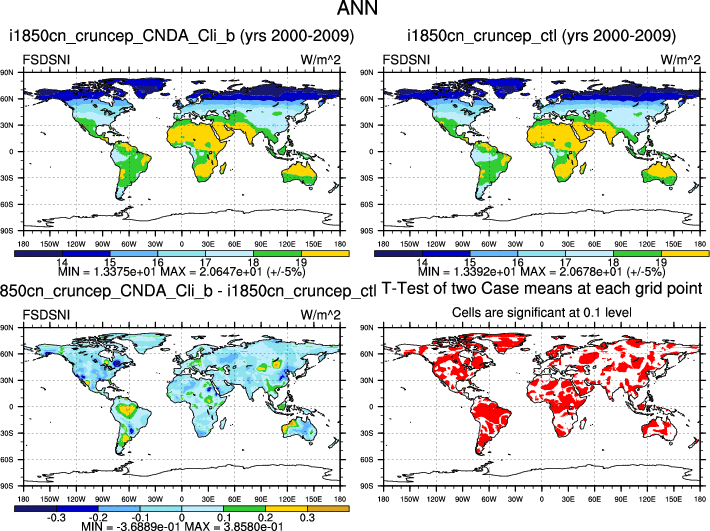 ANN
i1850cn_cruncep_CNDA_Cli_b (yrs 2000-2009)
FSDSNI W/m^2
90N
60N
30N
0
30S
60S
90S
180 150W 120W 90W 60W 30W 0 30E 60E 90E 120E 150E 180
14 15 16 17 18 19
MIN = 1.3375e+01 MAX = 2.0647e+01 (+/-5%)
i1850cn_cruncep_ctl (yrs 2000-2009)
FSDSNI W/m^2
90N
60N
30N
0
30S
60S
90S
180 150W 120W 90W 60W 30W 0 30E 60E 90E 120E 150E 180
14 15 16 17 18 19
MIN = 1.3392e+01 MAX = 2.0678e+01 (+/-5%)
850cn_cruncep_CNDA_Cli_b - i1850cn_cruncep_ctl
FSDSNI W/m^2
90N
60N
30N
0
30S
60S
90S
180 150W 120W 90W 60W 30W 0 30E 60E 90E 120E 150E 180
-0.3 -0.2 -0.1 0 0.1 0.2 0.3
MIN = -3.6889e-01 MAX = 3.8580e-01
T-Test of two Case means at each grid point
Cells are significant at 0.1 level
90N
60N
30N
0
30S
60S
90S
180 150W 120W 90W 60W 30W 0 30E 60E 90E 120E 150E 180